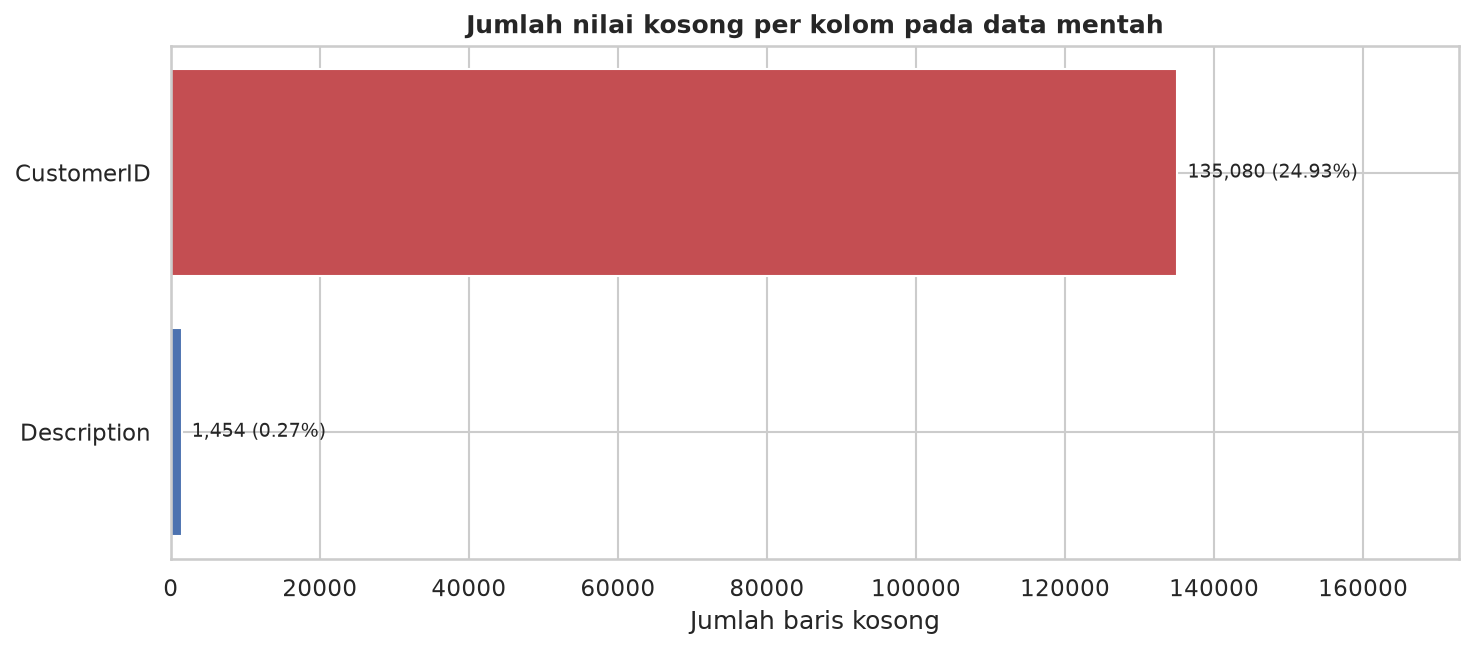 Jumlah nilai kosong per kolom pada data mentah
CustomerID
135,080 (24.93%)
Description
1,454 (0.27%)
0 20000 40000 60000 80000 100000 120000 140000 160000
Jumlah baris kosong